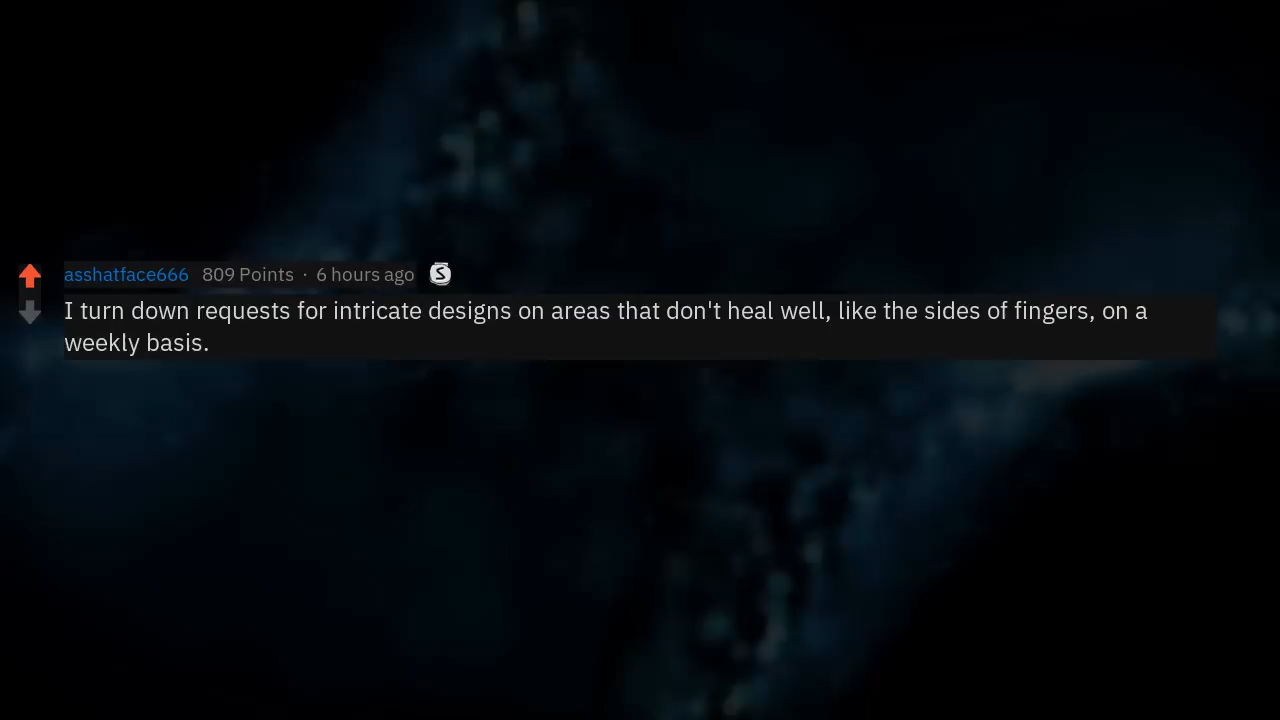 asshatface666 809 Points · 6 hours ago S
I turn down requests for intricate designs on areas that don't heal well, like the sides of fingers, on a
weekly basis.